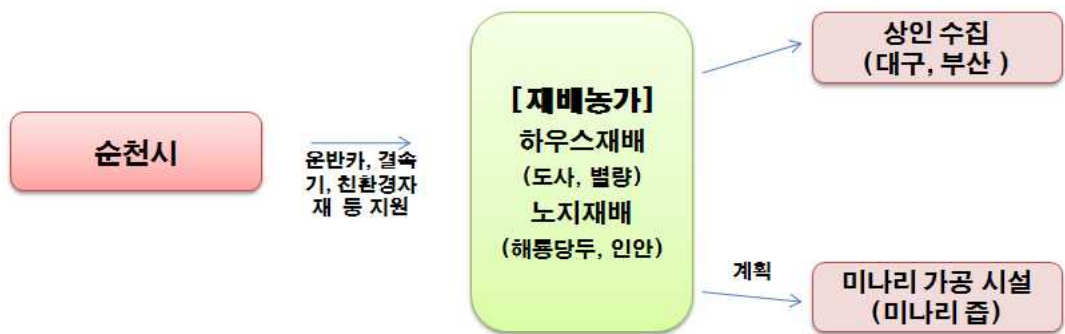 순천시
운반카, 결속
기, 친환경자
재 등 지원
[재배농가]
하우스재배
(도사, 별량)
노지재배
(해룡당두, 인안)
상인 수집
(대구, 부산 )
계획
미나리 가공 시설
(미나리 즙)